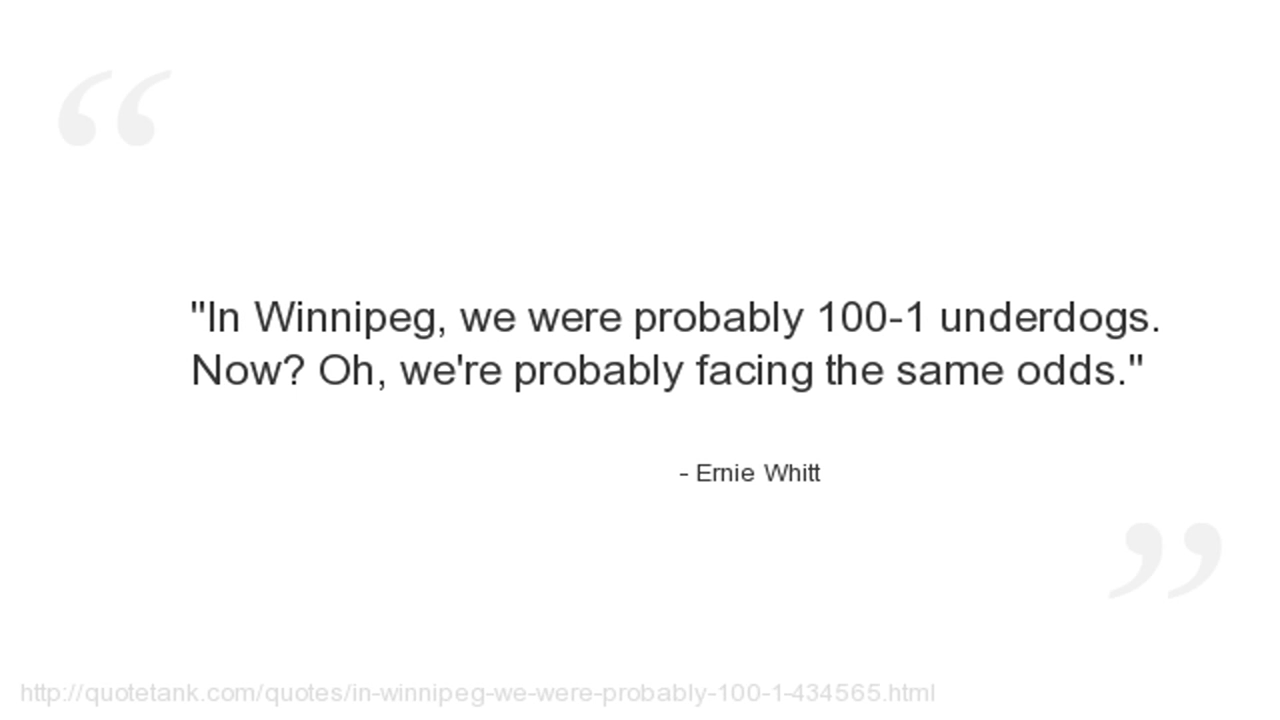 "In Winnipeg, we were probably 100-1 underdogs.
Now? Oh, we're probably facing the same odds."
- Ernie Whitt
http://quotetank.com/quotes/in-winnipeg-we-were-probably-100-1-434565.html